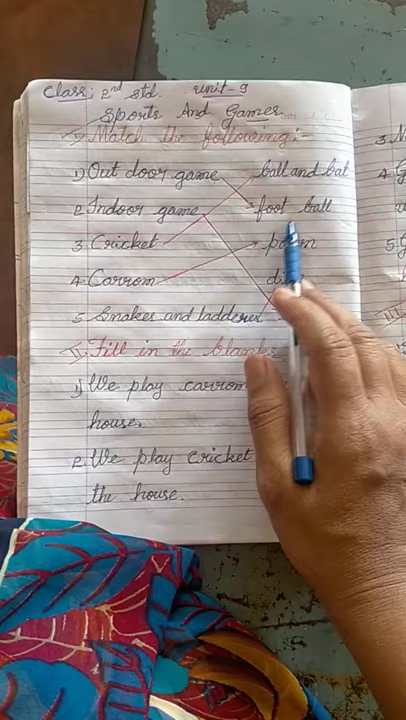 Class: 2nd std. unit-9
Sports And Games
I) Match the following:-
1) Out door game ball and bat
2. Indoor game foot ball
3. Cricket
4. Carrom
5. Snakes and ladderer
II) Fill in the blanks
1) We play carrom
house.
2. We play cricket
the house.